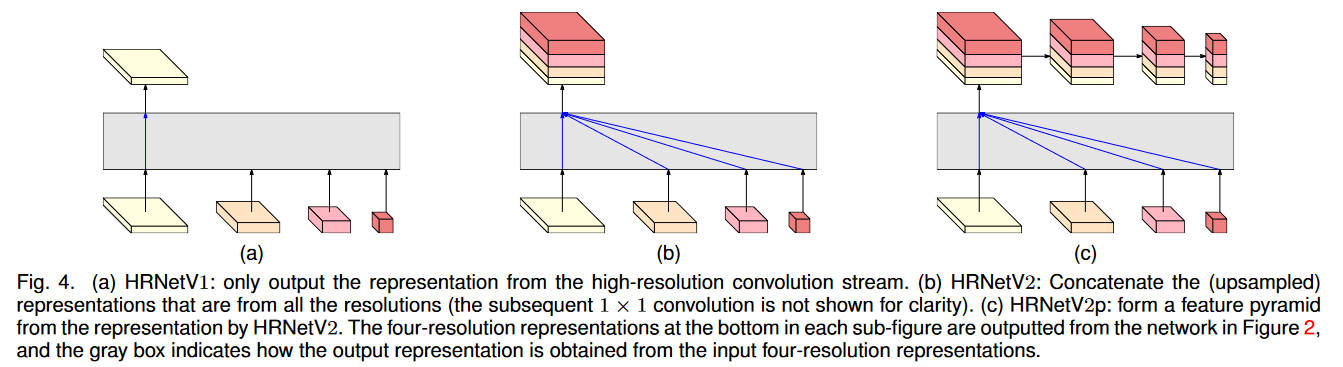 (a)
(b)
(c)
Fig. 4. (a) HRNetV1: only output the representation from the high-resolution convolution stream. (b) HRNetV2: Concatenate the (upsampled)
representations that are from all the resolutions (the subsequent 1 × 1 convolution is not shown for clarity). (c) HRNetV2p: form a feature pyramid
from the representation by HRNetV2. The four-resolution representations at the bottom in each sub-figure are outputted from the network in Figure 2,
and the gray box indicates how the output representation is obtained from the input four-resolution representations.